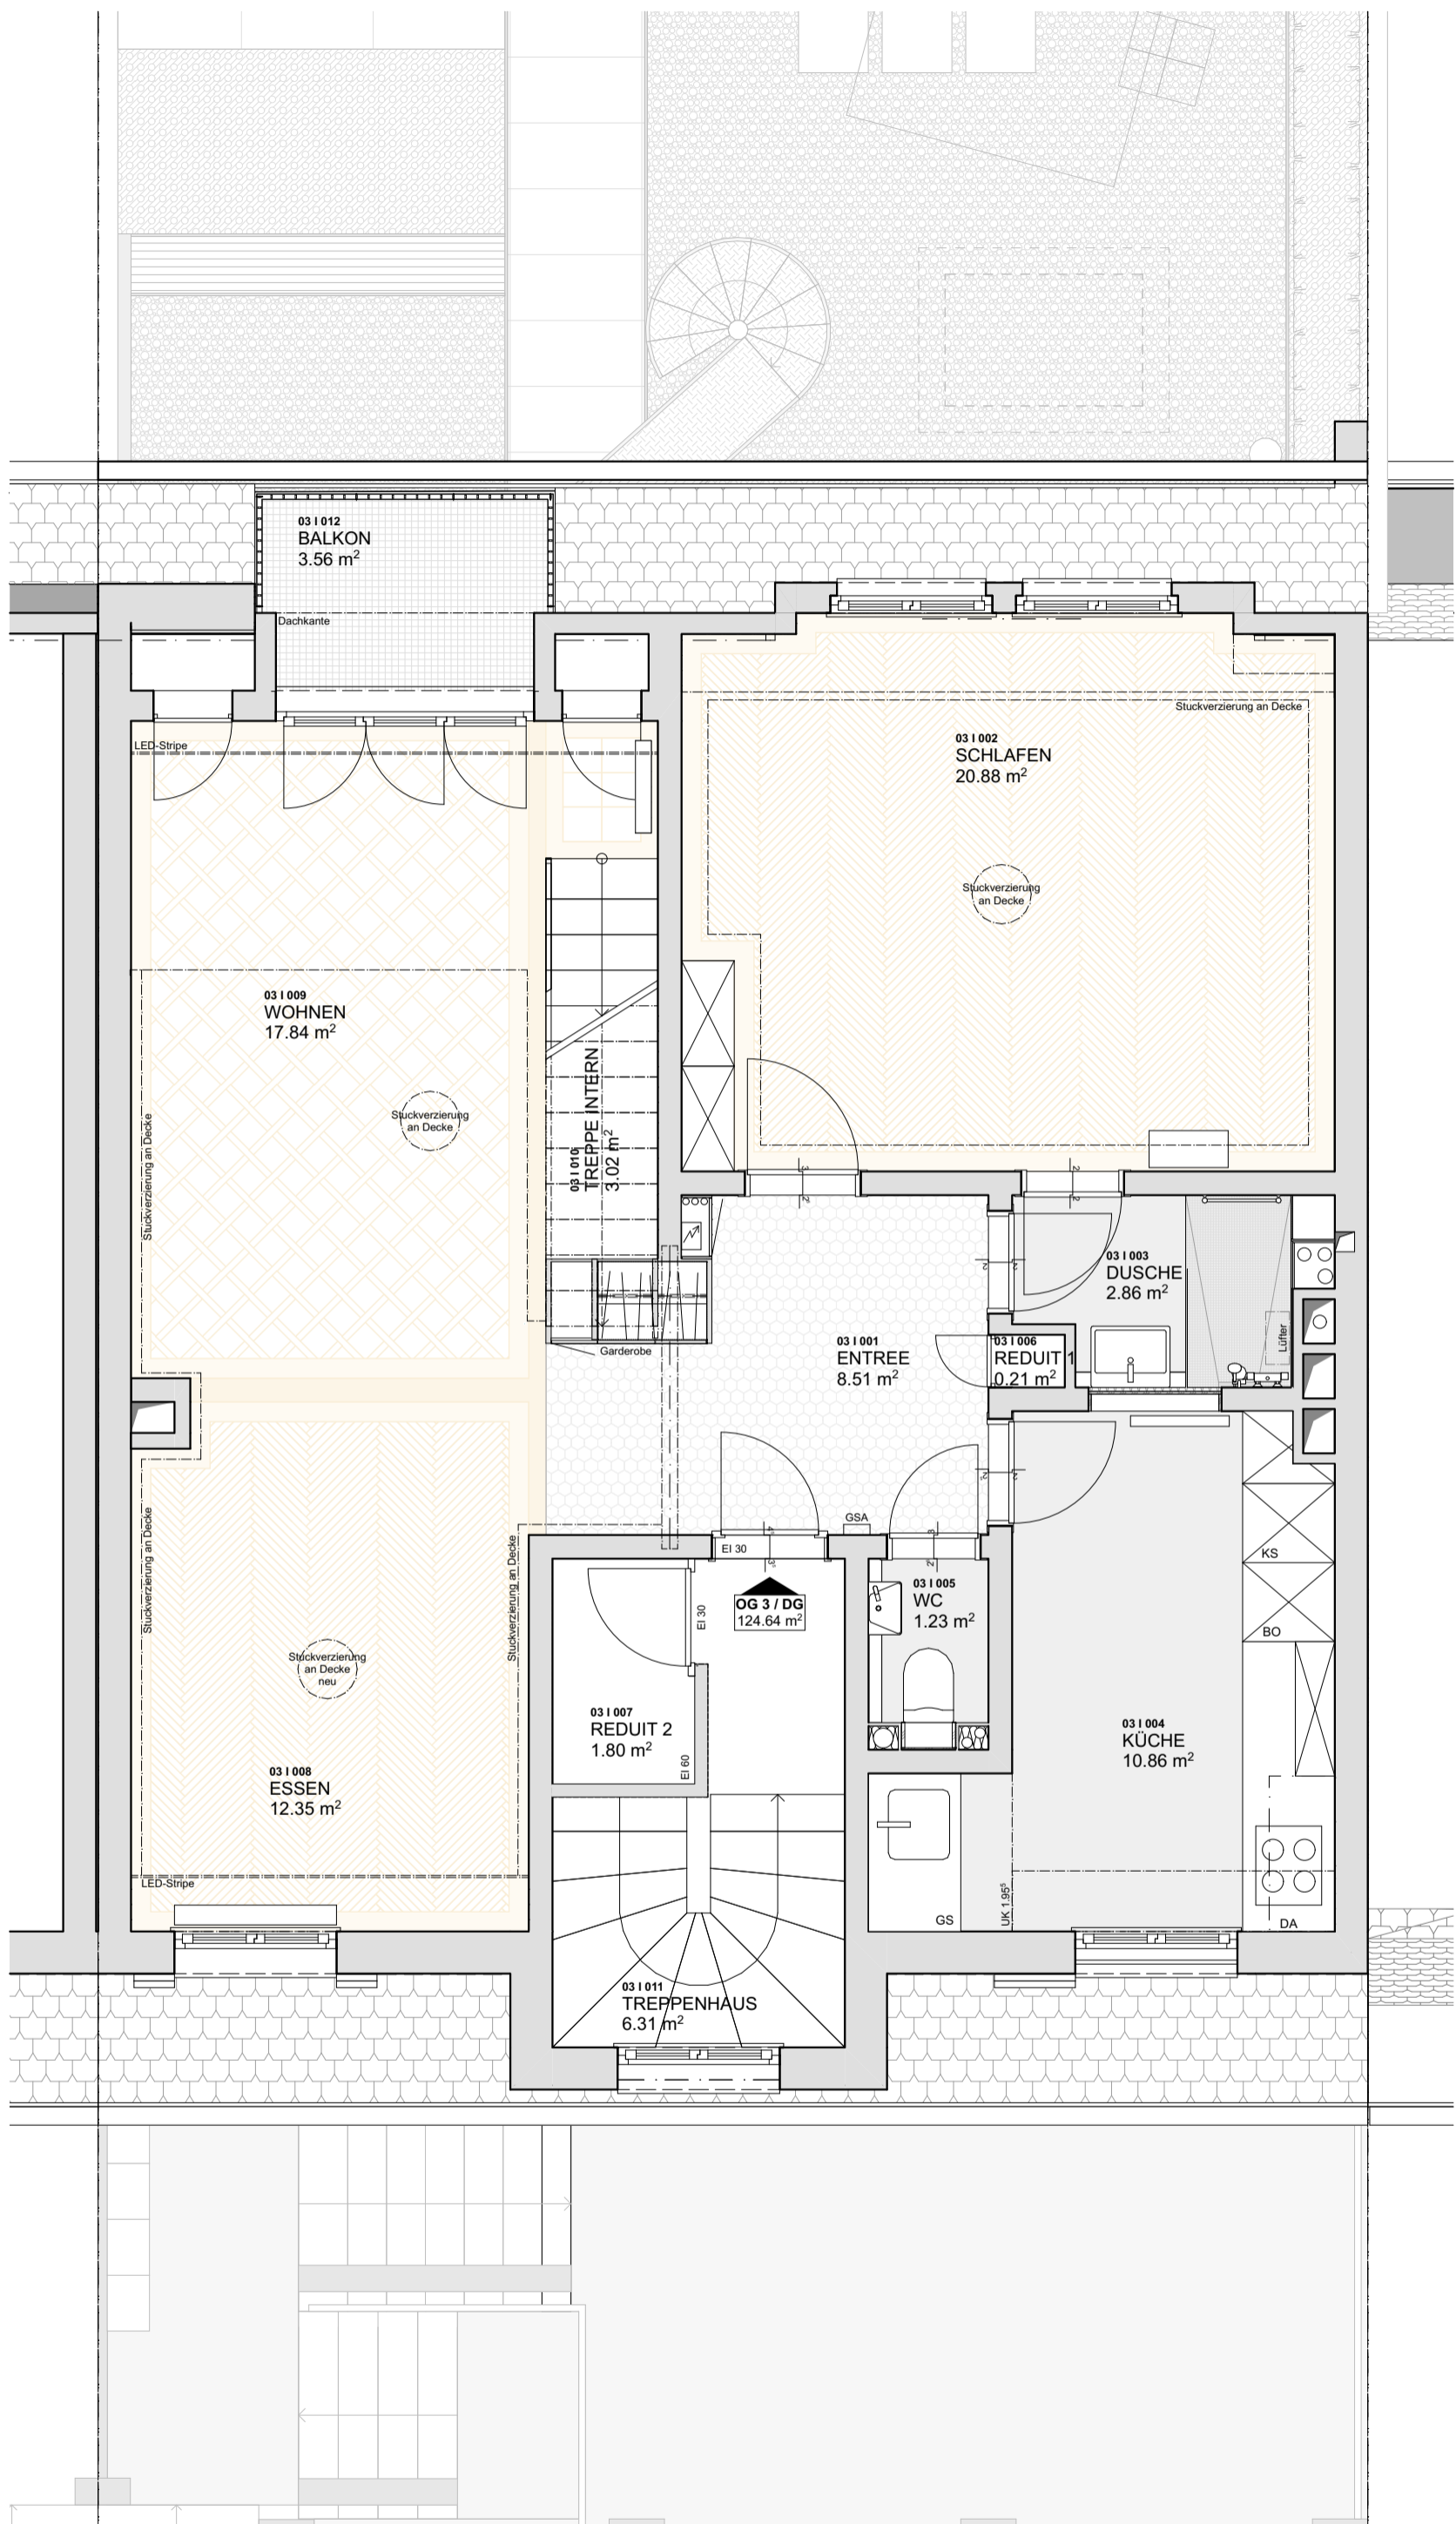 03 I 012
BALKON
3.56 m²
Dachkante
LED-Stripe
Stuckverzierung an Decke
03 I 002
SCHLAFEN
20.88 m²
Stuckverzierung
an Decke
03 I 009
WOHNEN
17.84 m²
Stuckverzierung
an Decke
Stuckverzierung an Decke
03 I 010
TREPPE INTERN
3.02 m²
03 I 003
DUSCHE
2.86 m²
Lüfter
03 I 001
ENTREE
8.51 m²
03 I 006
REDUIT 1
0.21 m²
Garderobe
GSA
EI 30
OG 3 / DG
124.64 m²
EI 30
03 I 005
WC
1.23 m²
KS
BO
Stuckverzierung an Decke
Stuckverzierung an Decke
Stuckverzierung
an Decke
neu
03 I 007
REDUIT 2
1.80 m²
EI 60
03 I 004
KÜCHE
10.86 m²
03 I 008
ESSEN
12.35 m²
LED-Stripe
GS
UK 1.95⁵
DA
03 I 011
TREPPENHAUS
6.31 m²